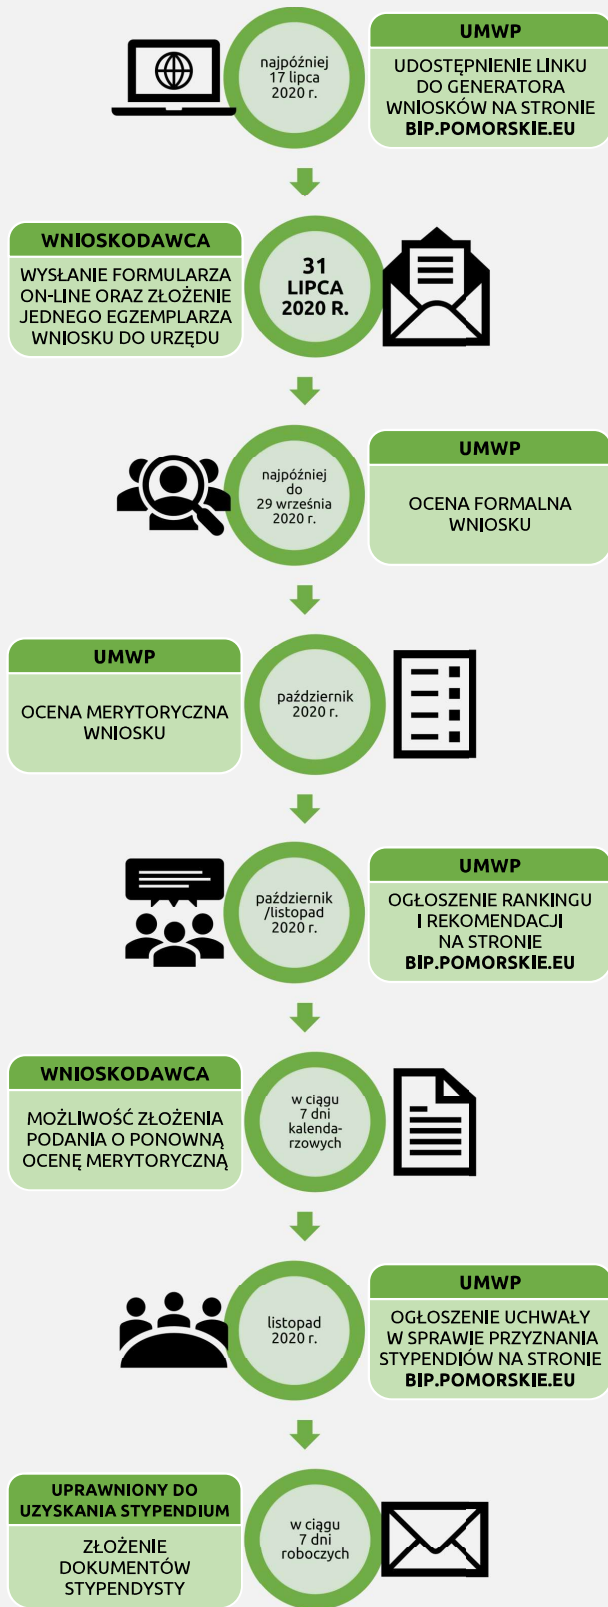 najpóźniej
17 lipca
2020 r.
UMWP
UDOSTĘPNIENIE LINKU
DO GENERATORA
WNIOSKÓW NA STRONIE
BIP.POMORSKIE.EU
WNIOSKODAWCA
WYSŁANIE FORMULARZA
ON-LINE ORAZ ZŁOŻENIE
JEDNEGO EGZEMPLARZA
WNIOSKU DO URZĘDU
31
LIPCA
2020 R.
najpóźniej
do
29 września
2020 r.
UMWP
OCENA FORMALNA
WNIOSKU
UMWP
OCENA MERYTORYCZNA
WNIOSKU
październik
2020 r.
październik
/listopad
2020 r.
UMWP
OGŁOSZENIE RANKINGU
I REKOMENDACJI
NA STRONIE
BIP.POMORSKIE.EU
WNIOSKODAWCA
MOŻLIWOŚĆ ZŁOŻENIA
PODANIA O PONOWNĄ
OCENĘ MERYTORYCZNĄ
w ciągu
7 dni
kalenda-
rzowych
listopad
2020 r.
UMWP
OGŁOSZENIE UCHWAŁY
W SPRAWIE PRZYZNANIA
STYPENDIÓW NA STRONIE
BIP.POMORSKIE.EU
UPRAWNIONY DO
UZYSKANIA STYPENDIUM
ZŁOŻENIE
DOKUMENTÓW
STYPENDYSTY
w ciągu
7 dni
roboczych